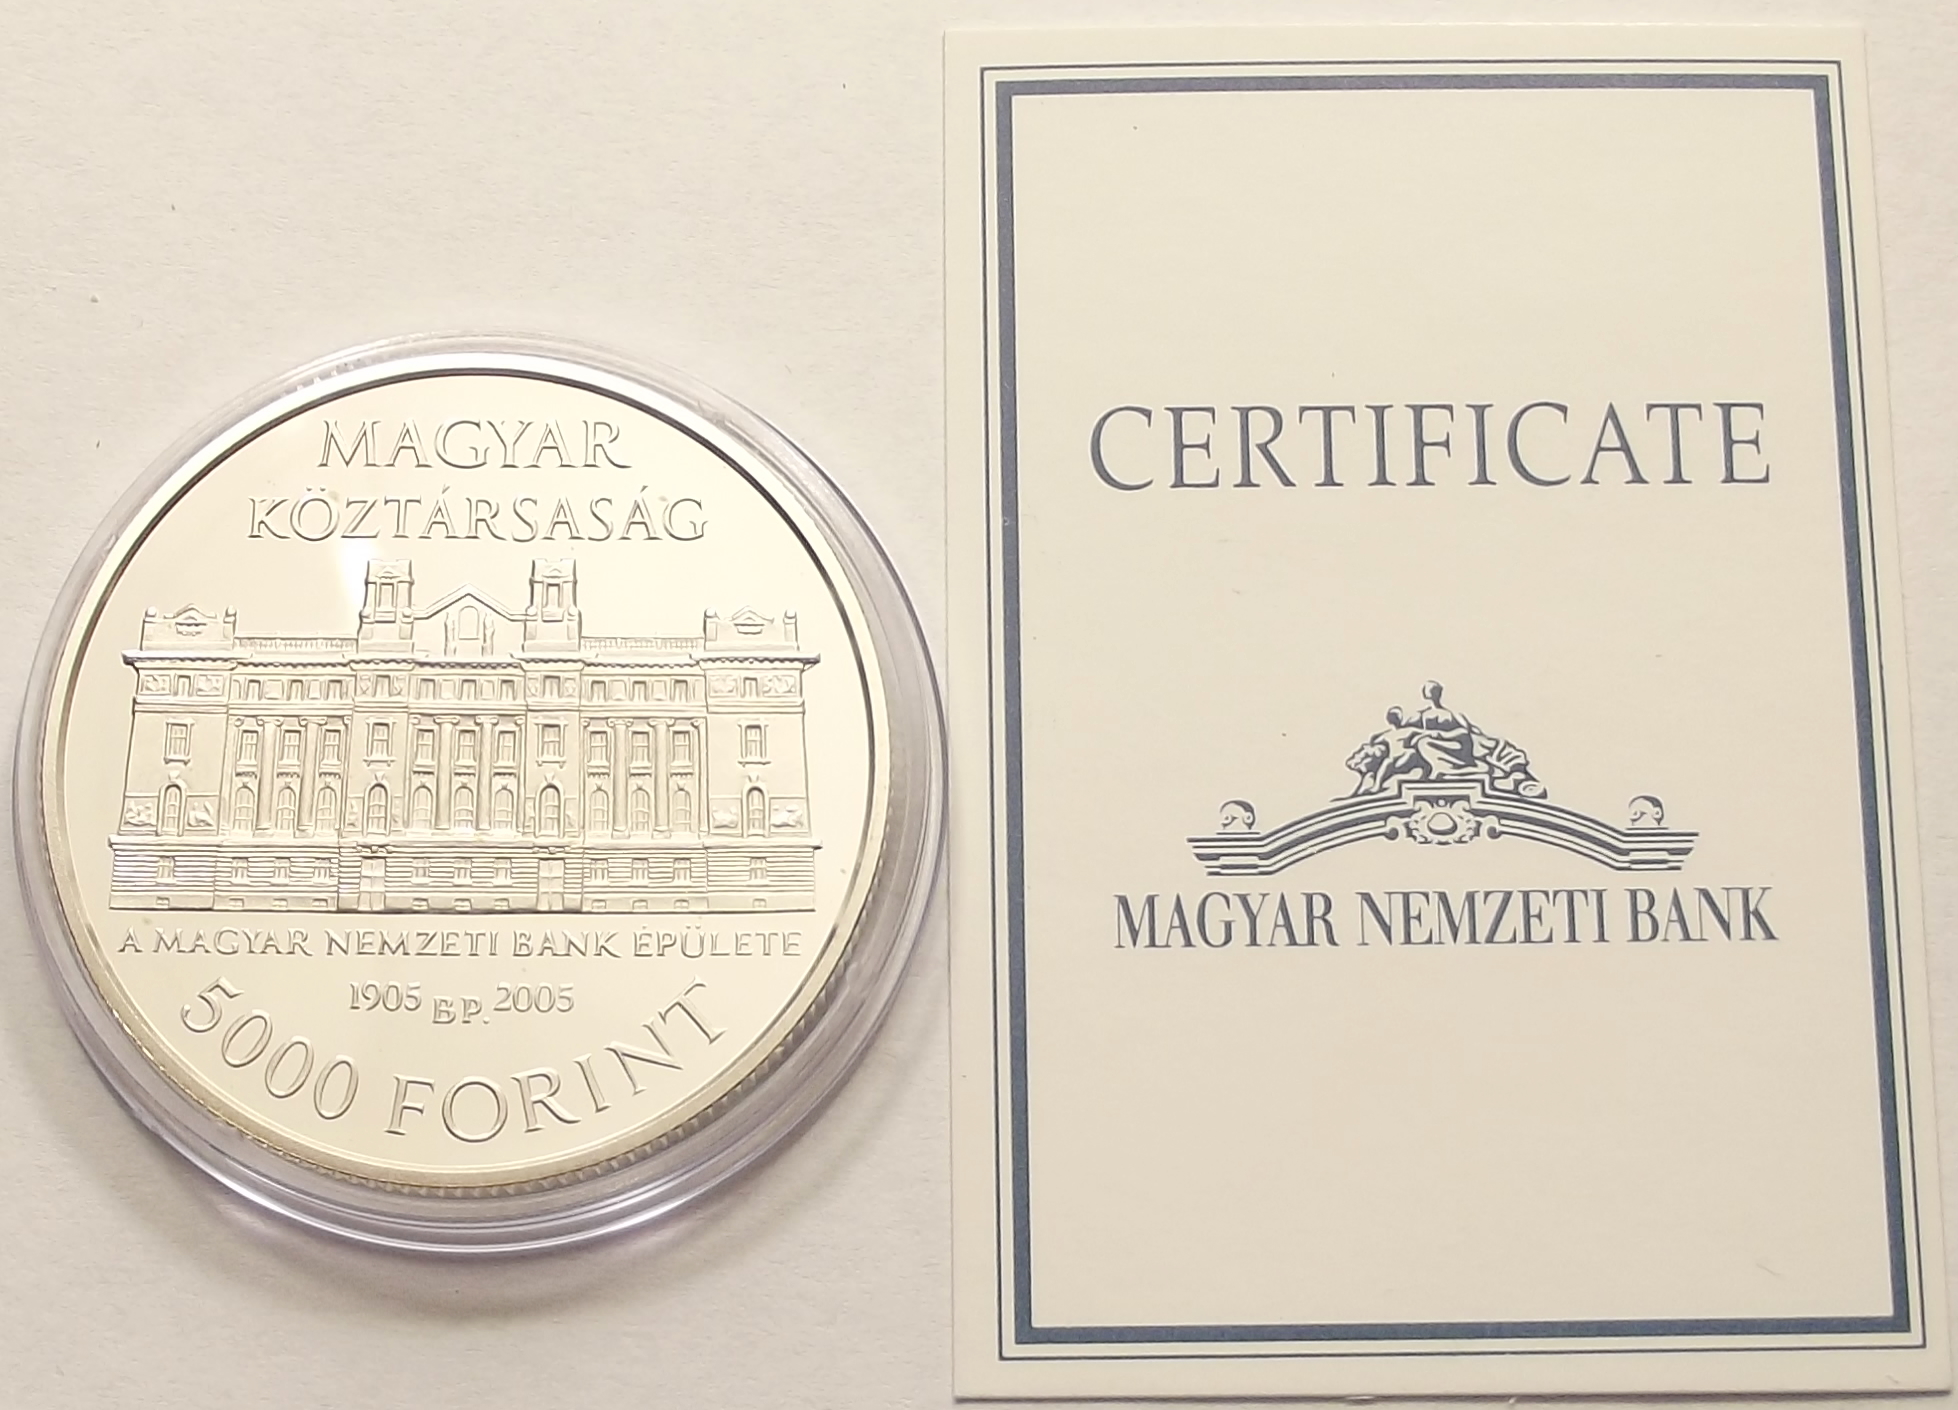 MAGYAR
KÖZTÁRSASÁG
A MAGYAR NEMZETI BANK ÉPÜLETE
1905 BP. 2005
5000 FORINT
CERTIFICATE
MAGYAR NEMZETI BANK